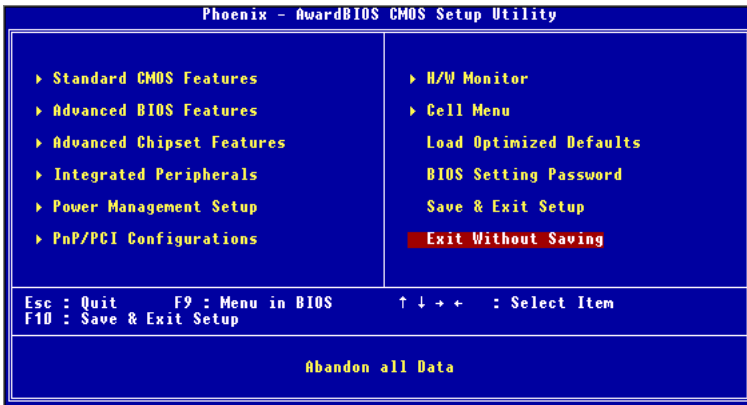 Phoenix - AwardBIOS CMOS Setup Utility
Standard CMOS Features
Advanced BIOS Features
Advanced Chipset Features
Integrated Peripherals
Power Management Setup
PnP/PCI Configurations
H/W Monitor
Cell Menu
Load Optimized Defaults
BIOS Setting Password
Save & Exit Setup
Exit Without Saving
Esc : Quit F9 : Menu in BIOS ↑ ↓ → ← : Select Item
F10 : Save & Exit Setup
Abandon all Data